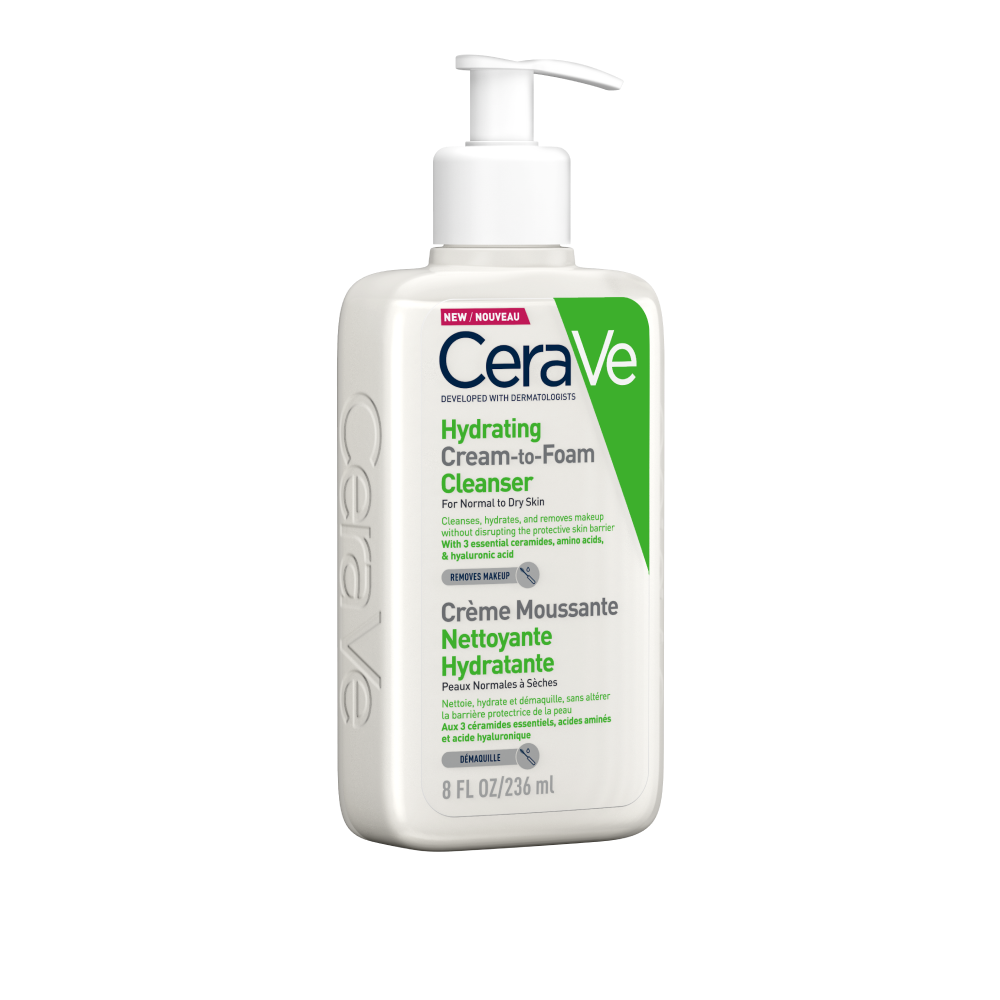 NEW / NOUVEAU
CeraVe
DEVELOPED WITH DERMATOLOGISTS
Hydrating
Cream-to-Foam
Cleanser
For Normal to Dry Skin
Cleanses, hydrates, and removes makeup
without disrupting the protective skin barrier
With 3 essential ceramides, amino acids,
& hyaluronic acid
REMOVES MAKEUP
Crème Moussante
Nettoyante
Hydratante
Peaux Normales à Sèches
Nettoie, hydrate et démaquille, sans altérer
la barrière protectrice de la peau
Aux 3 céramides essentiels, acides aminés
et acide hyaluronique
DÉMAQUILLE
8 FL OZ/236 ml
CeraVe